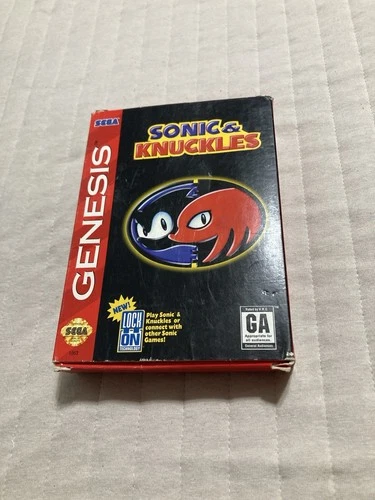 SEGA
GENESIS
SONIC &
KNUCKLES
NEW!
LOCK
ON
TECHNOLOGY
Play Sonic &
Knuckles or
connect with
other Sonic
Games!
GA
Appropriate for
all audiences.
General Audiences
SEGA